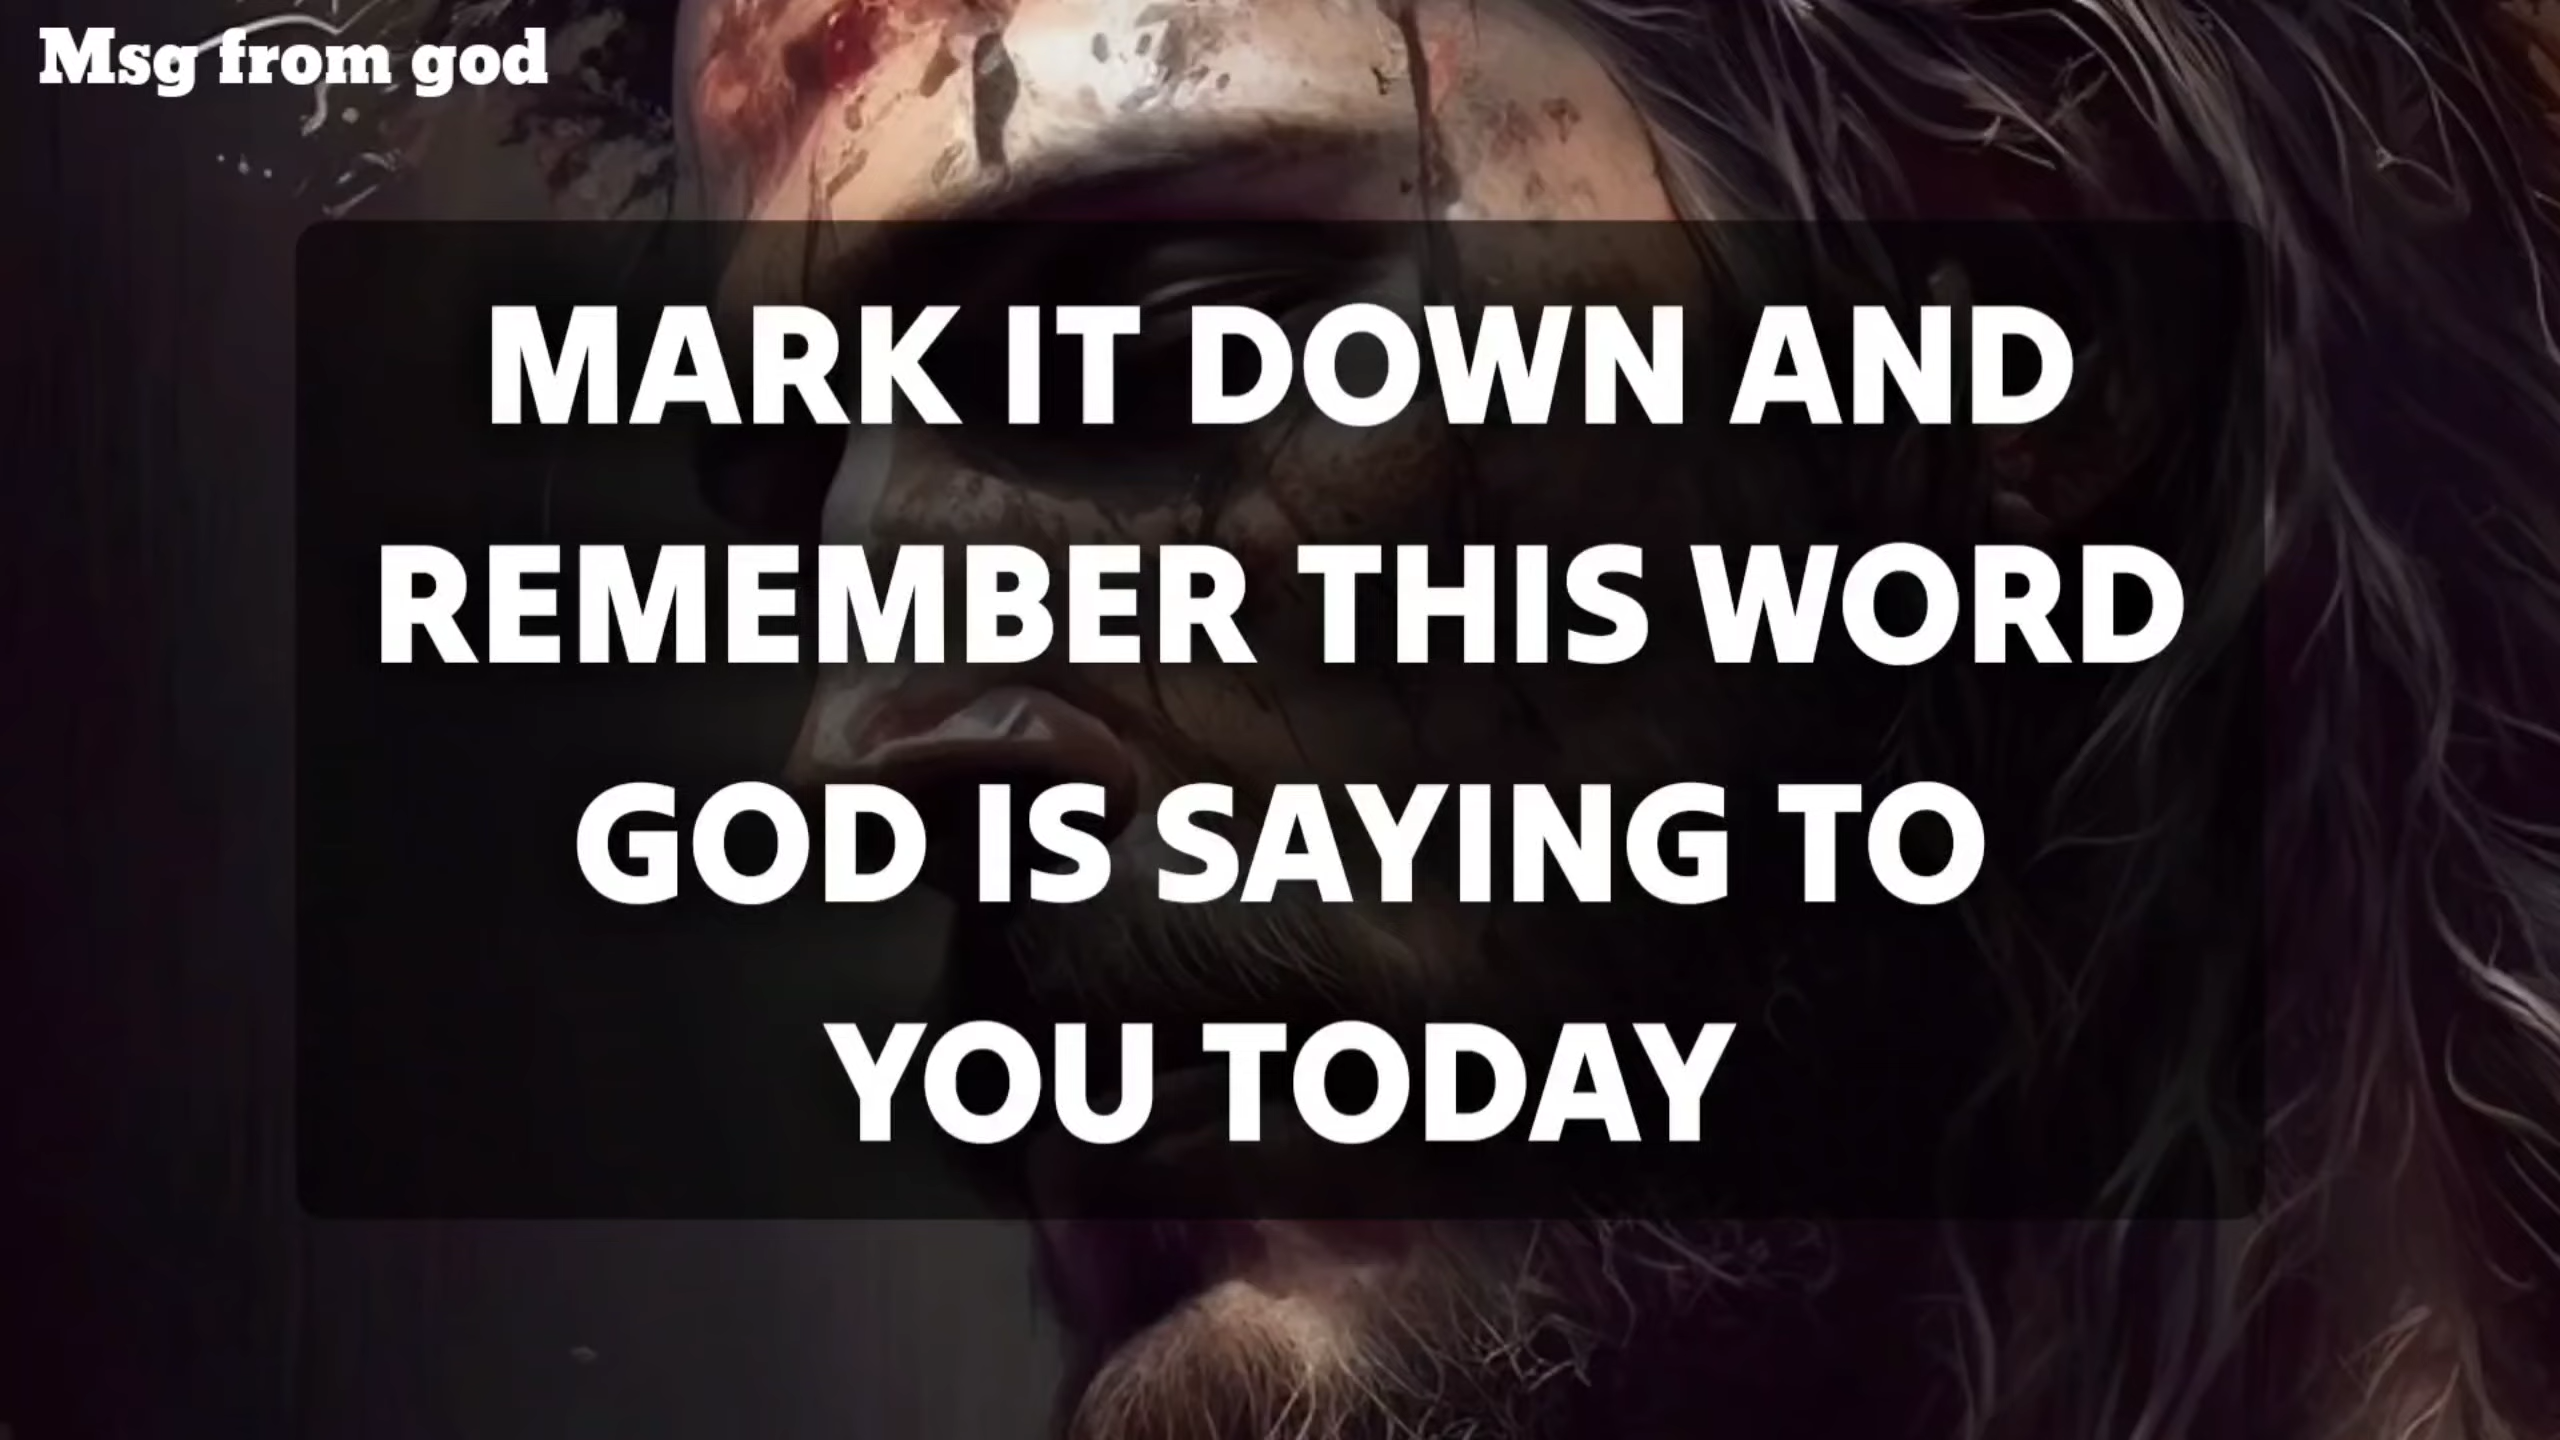 Msg from god
MARK IT DOWN AND
REMEMBER THIS WORD
GOD IS SAYING TO
YOU TODAY